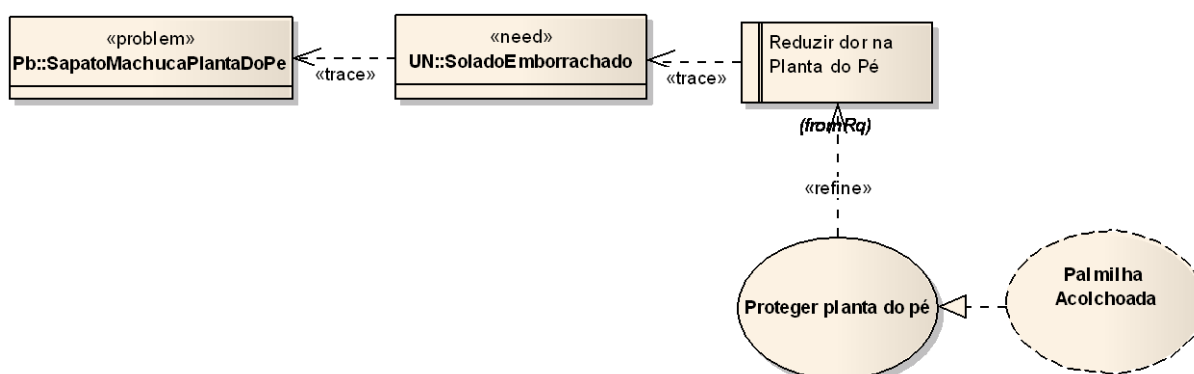 «problem»
Pb::SapatoMachucaPlantaDoPe
«trace»
«need»
UN::SoladoEmborrachado
«trace»
Reduzir dor na
Planta do Pé
(from Rq)
«refine»
Proteger planta do pé
Palmilha
Acolchoada